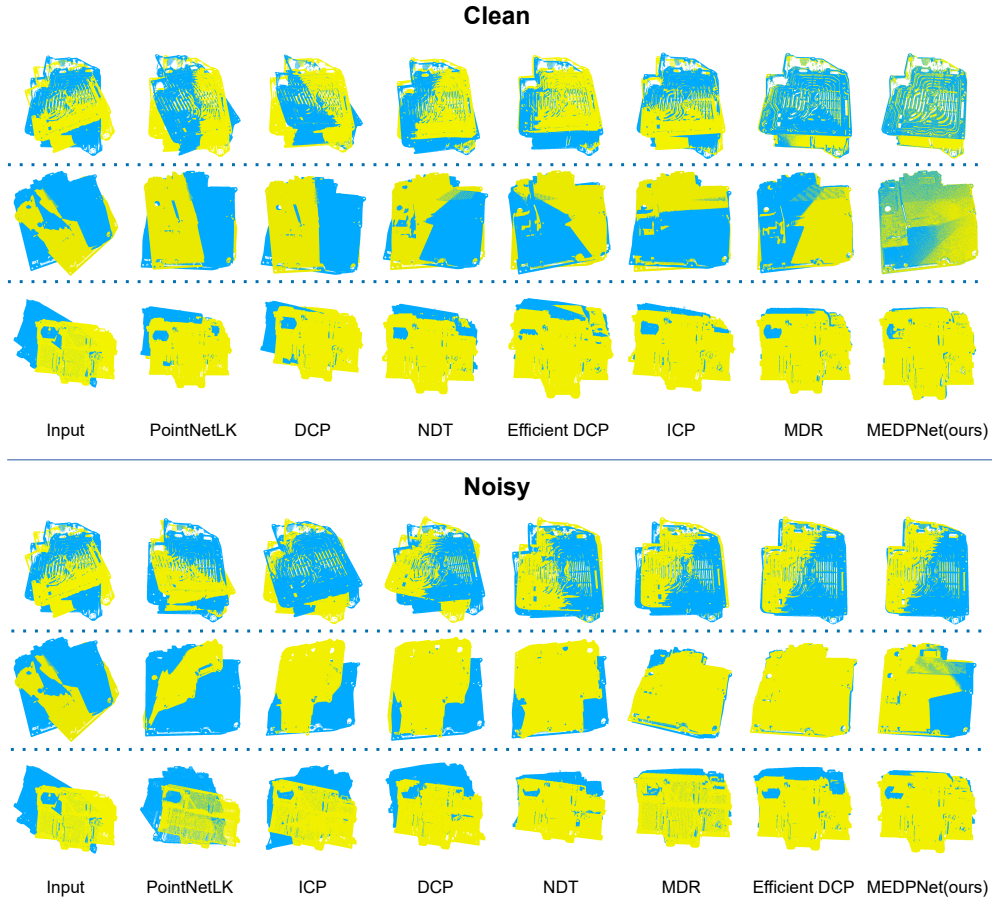 Clean
Input PointNetLK DCP NDT Efficient DCP ICP MDR MEDPNet(ours)
Noisy
Input PointNetLK ICP DCP NDT MDR Efficient DCP MEDPNet(ours)